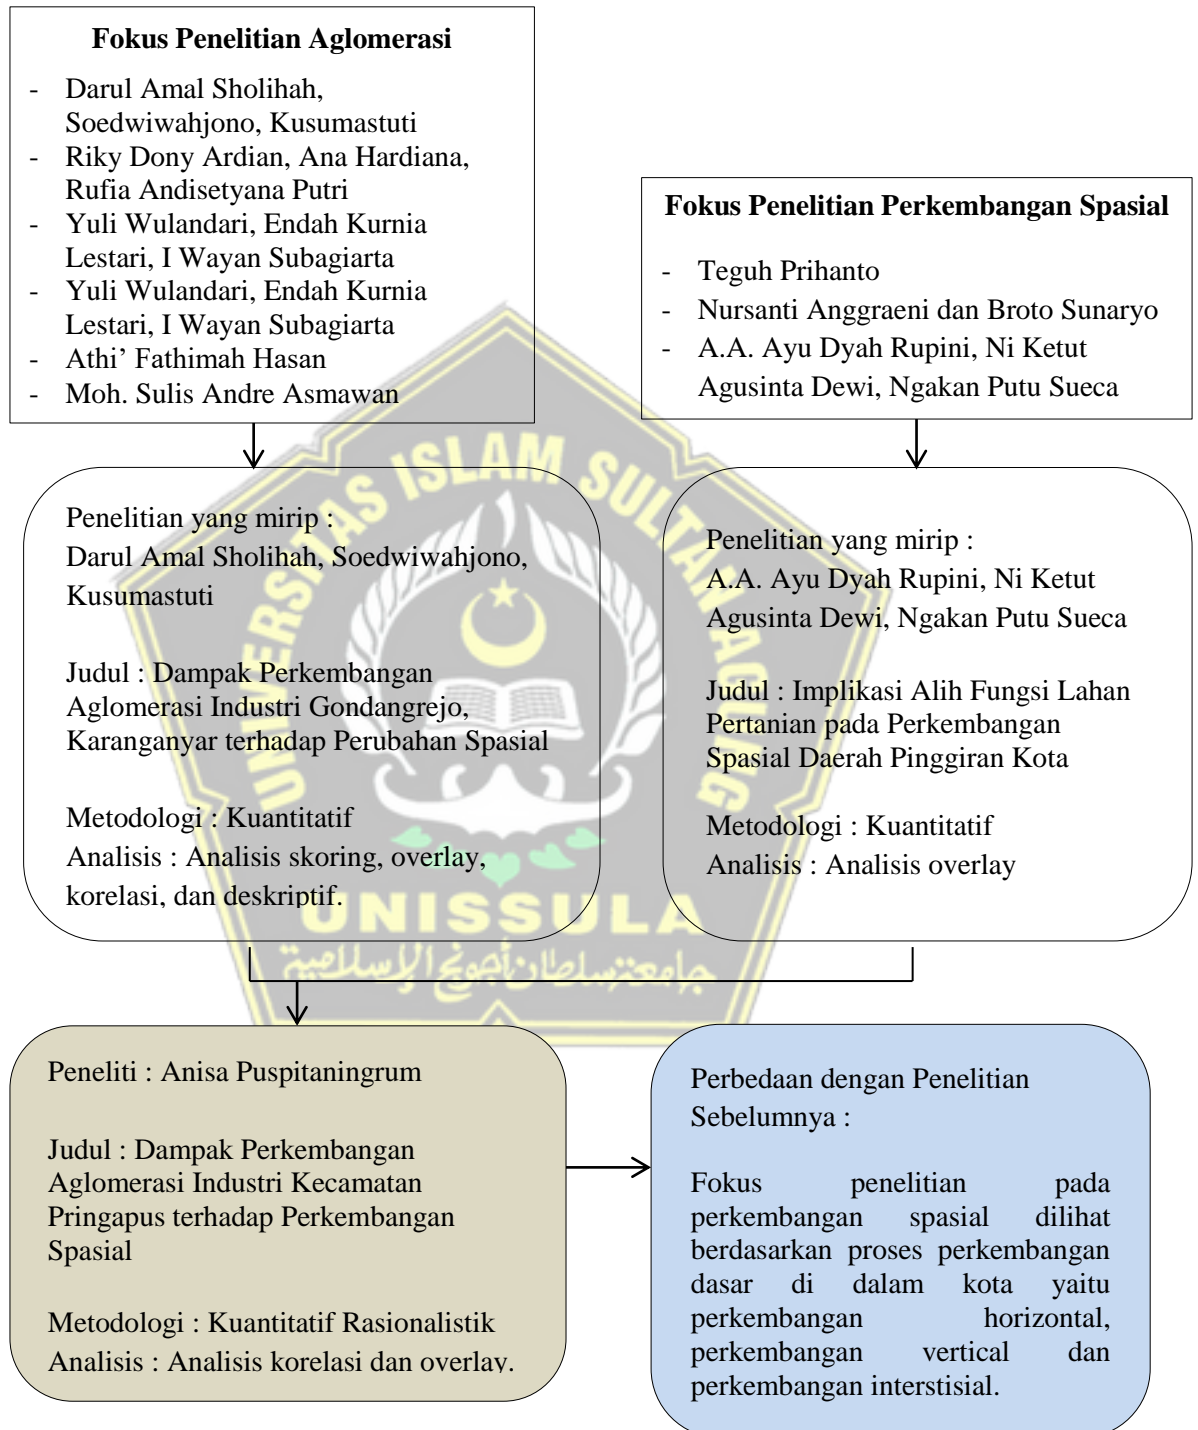 Fokus Penelitian Aglomerasi
- Darul Amal Sholihah,
Soedwiwahjono, Kusumastuti
- Riky Dony Ardian, Ana Hardiana,
Rufia Andisetyana Putri
- Yuli Wulandari, Endah Kurnia
Lestari, I Wayan Subagiarta
- Yuli Wulandari, Endah Kurnia
Lestari, I Wayan Subagiarta
- Athi’ Fathimah Hasan
- Moh. Sulis Andre Asmawan
Fokus Penelitian Perkembangan Spasial
- Teguh Prihanto
- Nursanti Anggraeni dan Broto Sunaryo
- A.A. Ayu Dyah Rupini, Ni Ketut
Agusinta Dewi, Ngakan Putu Sueca
Penelitian yang mirip :
Darul Amal Sholihah, Soedwiwahjono,
Kusumastuti
Judul : Dampak Perkembangan
Aglomerasi Industri Gondangrejo,
Karanganyar terhadap Perubahan Spasial
Metodologi : Kuantitatif
Analisis : Analisis skoring, overlay,
korelasi, dan deskriptif.
Penelitian yang mirip :
A.A. Ayu Dyah Rupini, Ni Ketut
Agusinta Dewi, Ngakan Putu Sueca
Judul : Implikasi Alih Fungsi Lahan
Pertanian pada Perkembangan
Spasial Daerah Pinggiran Kota
Metodologi : Kuantitatif
Analisis : Analisis overlay
UNIVERSITAS ISLAM SULTAN AGUNG
UNISSULA
جامعتنسلطان أجونج الإسلامية
Peneliti : Anisa Puspitaningrum
Judul : Dampak Perkembangan
Aglomerasi Industri Kecamatan
Pringapus terhadap Perkembangan
Spasial
Metodologi : Kuantitatif Rasionalistik
Analisis : Analisis korelasi dan overlay.
Perbedaan dengan Penelitian
Sebelumnya :
Fokus penelitian pada
perkembangan spasial dilihat
berdasarkan proses perkembangan
dasar di dalam kota yaitu
perkembangan horizontal,
perkembangan vertical dan
perkembangan interstisial.